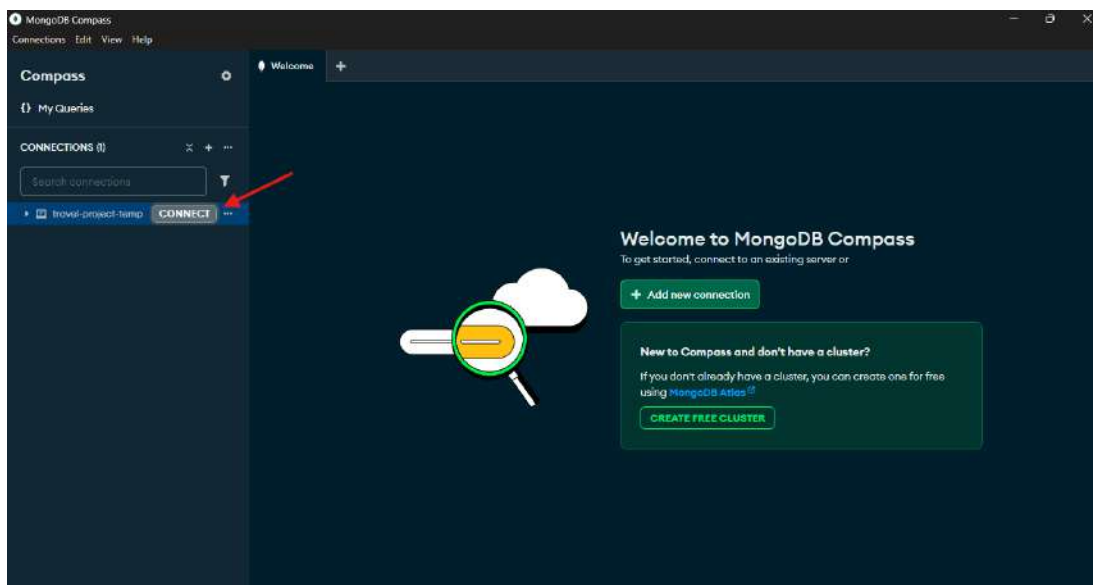 MongoDB Compass
Connections Edit View Help
Compass
Welcome
{} My Queries
CONNECTIONS (1)
Search connections
travel-project-temp CONNECT
Welcome to MongoDB Compass
To get started, connect to an existing server or
+ Add new connection
New to Compass and don't have a cluster?
If you don't already have a cluster, you can create one for free
using MongoDB Atlas
CREATE FREE CLUSTER